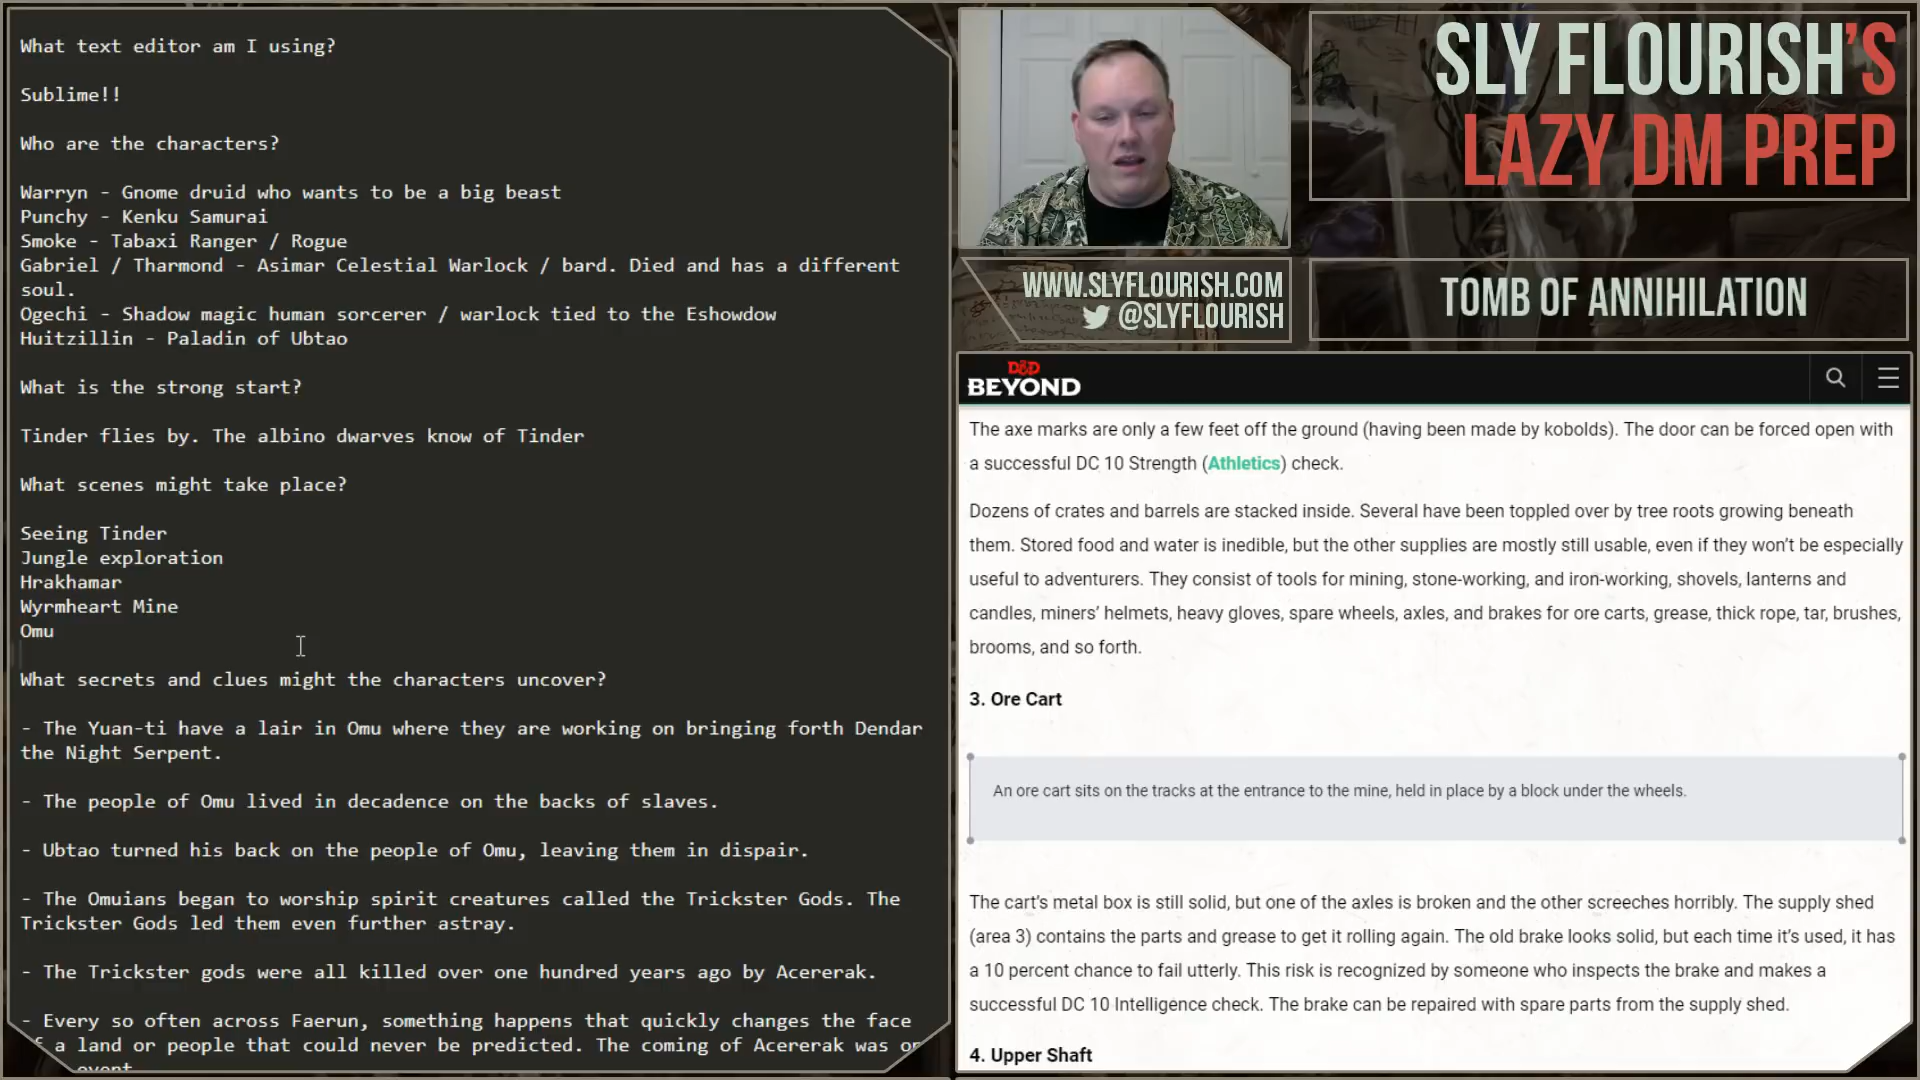 What text editor am I using?
Sublime!!
Who are the characters?
Warryn - Gnome druid who wants to be a big beast
Punchy - Kenku Samurai
Smoke - Tabaxi Ranger / Rogue
Gabriel / Tharmond - Asimar Celestial Warlock / bard. Died and has a different
soul.
Ogechi - Shadow magic human sorcerer / warlock tied to the Eshowdow
Huitzillin - Paladin of Ubtao
What is the strong start?
Tinder flies by. The albino dwarves know of Tinder
What scenes might take place?
Seeing Tinder
Jungle exploration
Hrakhamar
Wyrmheart Mine
Omu
What secrets and clues might the characters uncover?
- The Yuan-ti have a lair in Omu where they are working on bringing forth Dendar
the Night Serpent.
- The people of Omu lived in decadence on the backs of slaves.
- Ubtao turned his back on the people of Omu, leaving them in dispair.
- The Omuians began to worship spirit creatures called the Trickster Gods. The
Trickster Gods led them even further astray.
- The Trickster gods were all killed over one hundred years ago by Acererak.
- Every so often across Faerun, something happens that quickly changes the face
a land or people that could never be predicted. The coming of Acererak was
event
SLY FLOURISH'S
LAZY DM PREP
WWW.SLYFLOURISH.COM
@SLYFLOURISH
TOMB OF ANNIHILATION
D&D
BEYOND
The axe marks are only a few feet off the ground (having been made by kobolds). The door can be forced open with
a successful DC 10 Strength (Athletics) check.
Dozens of crates and barrels are stacked inside. Several have been toppled over by tree roots growing beneath
them. Stored food and water is inedible, but the other supplies are mostly still usable, even if they won't be especially
useful to adventurers. They consist of tools for mining, stone-working, and iron-working, shovels, lanterns and
candles, miners' helmets, heavy gloves, spare wheels, axles, and brakes for ore carts, grease, thick rope, tar, brushes,
brooms, and so forth.
3. Ore Cart
An ore cart sits on the tracks at the entrance to the mine, held in place by a block under the wheels.
The cart's metal box is still solid, but one of the axles is broken and the other screeches horribly. The supply shed
(area 3) contains the parts and grease to get it rolling again. The old brake looks solid, but each time it's used, it has
a 10 percent chance to fail utterly. This risk is recognized by someone who inspects the brake and makes a
successful DC 10 Intelligence check. The brake can be repaired with spare parts from the supply shed.
4. Upper Shaft